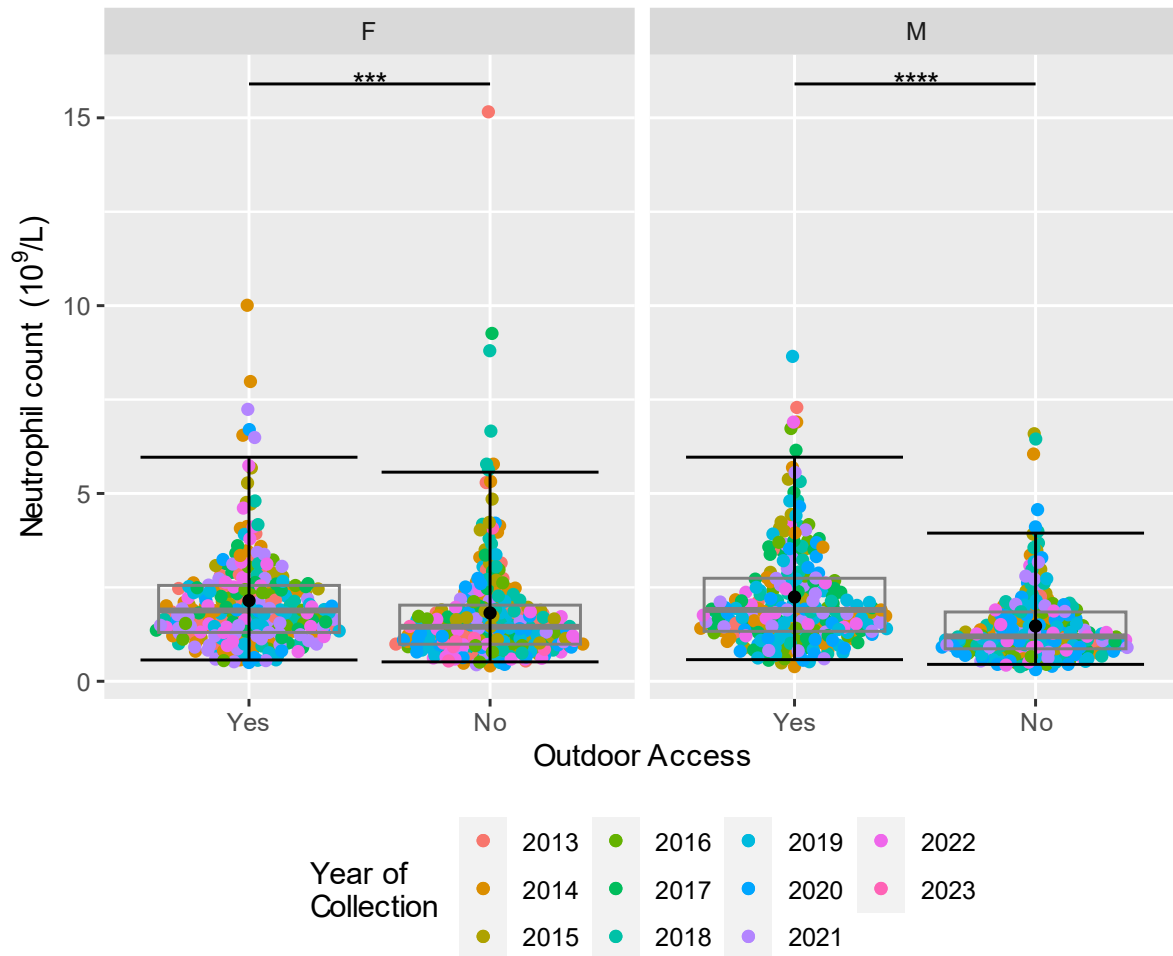 F
M
***
****
15
10
5
0
Neutrophil count (10⁹/L)
Yes
No
Yes
No
Outdoor Access
Year of
Collection
2013
2016
2019
2022
2014
2017
2020
2023
2015
2018
2021